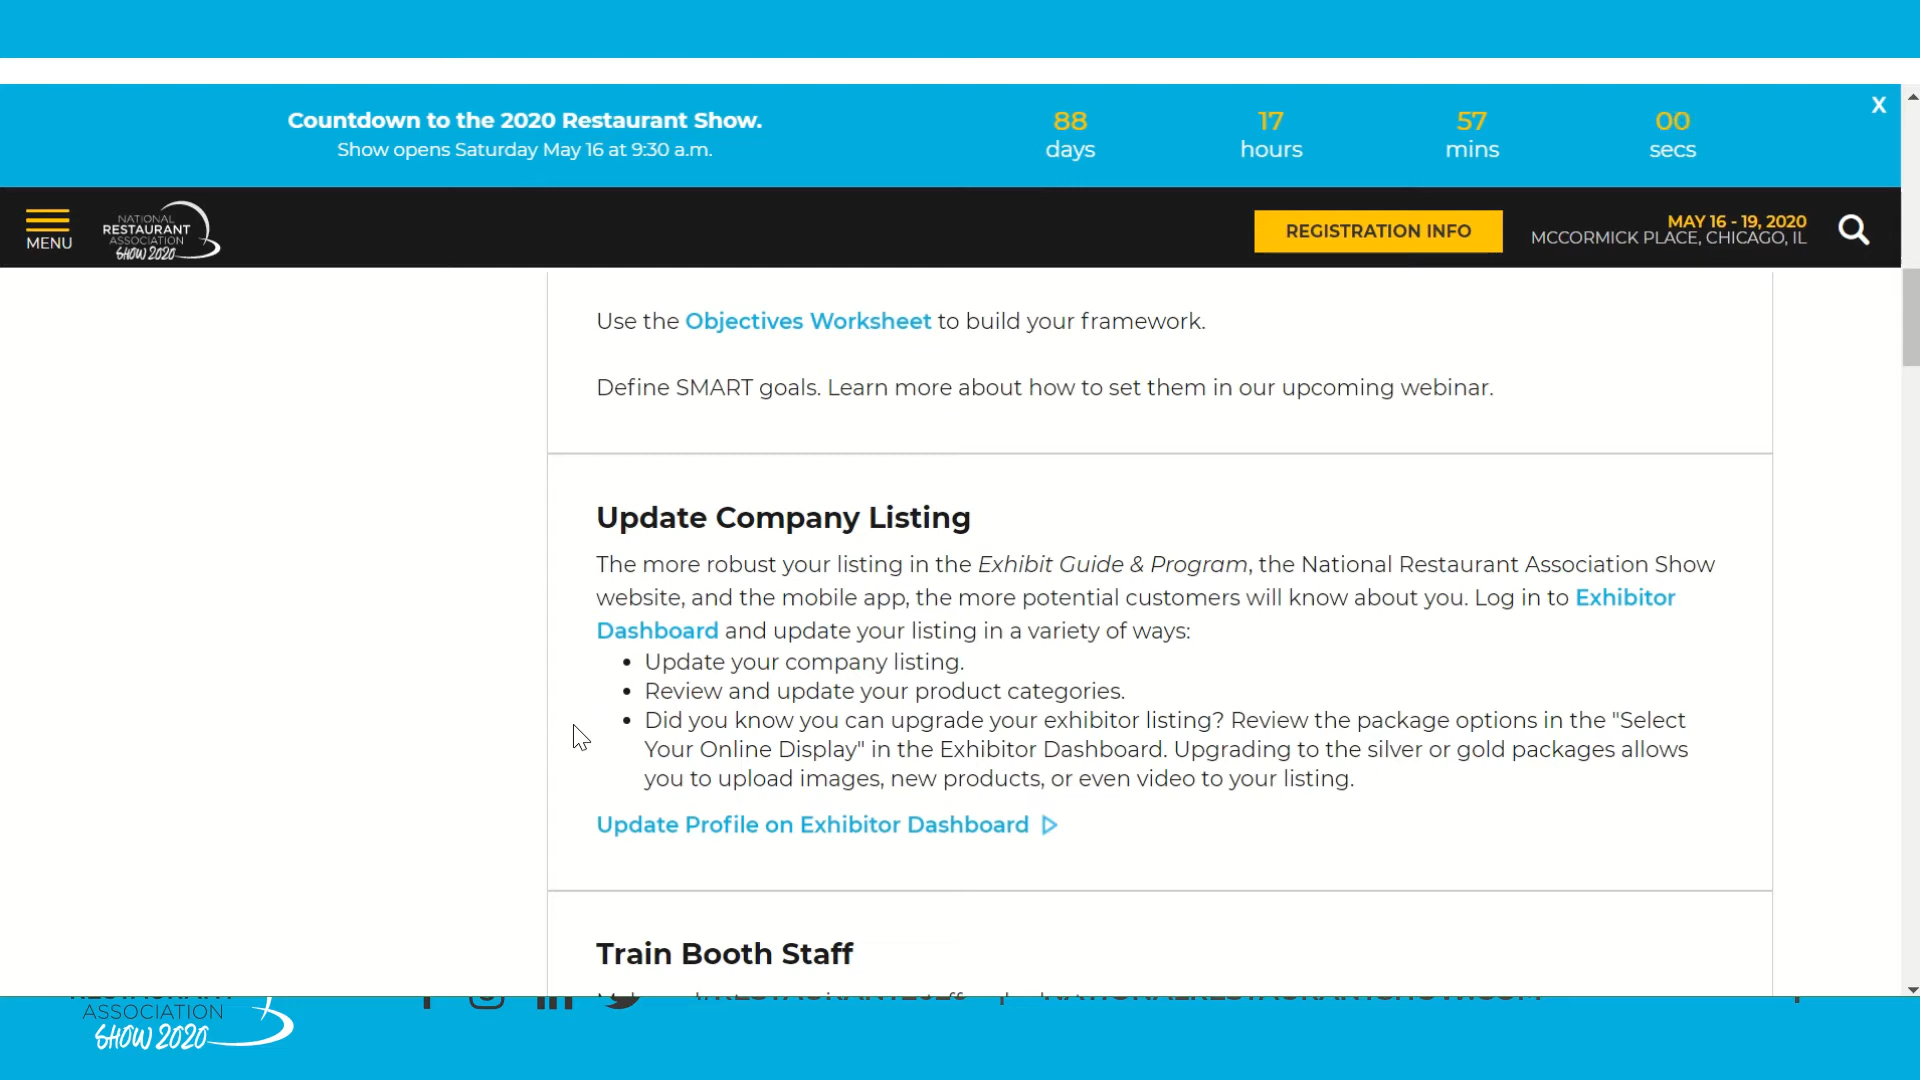 Countdown to the 2020 Restaurant Show.
Show opens Saturday May 16 at 9:30 a.m.
88 17 57 00
days hours mins secs
X
MENU
NATIONAL
RESTAURANT
ASSOCIATION
SHOW 2020
REGISTRATION INFO
MAY 16 - 19, 2020
MCCORMICK PLACE, CHICAGO, IL
Use the Objectives Worksheet to build your framework.
Define SMART goals. Learn more about how to set them in our upcoming webinar.
Update Company Listing
The more robust your listing in the Exhibit Guide & Program, the National Restaurant Association Show
website, and the mobile app, the more potential customers will know about you. Log in to Exhibitor
Dashboard and update your listing in a variety of ways:
• Update your company listing.
• Review and update your product categories.
• Did you know you can upgrade your exhibitor listing? Review the package options in the "Select
Your Online Display" in the Exhibitor Dashboard. Upgrading to the silver or gold packages allows
you to upload images, new products, or even video to your listing.
Update Profile on Exhibitor Dashboard
Train Booth Staff
ASSOCIATION
SHOW 2020